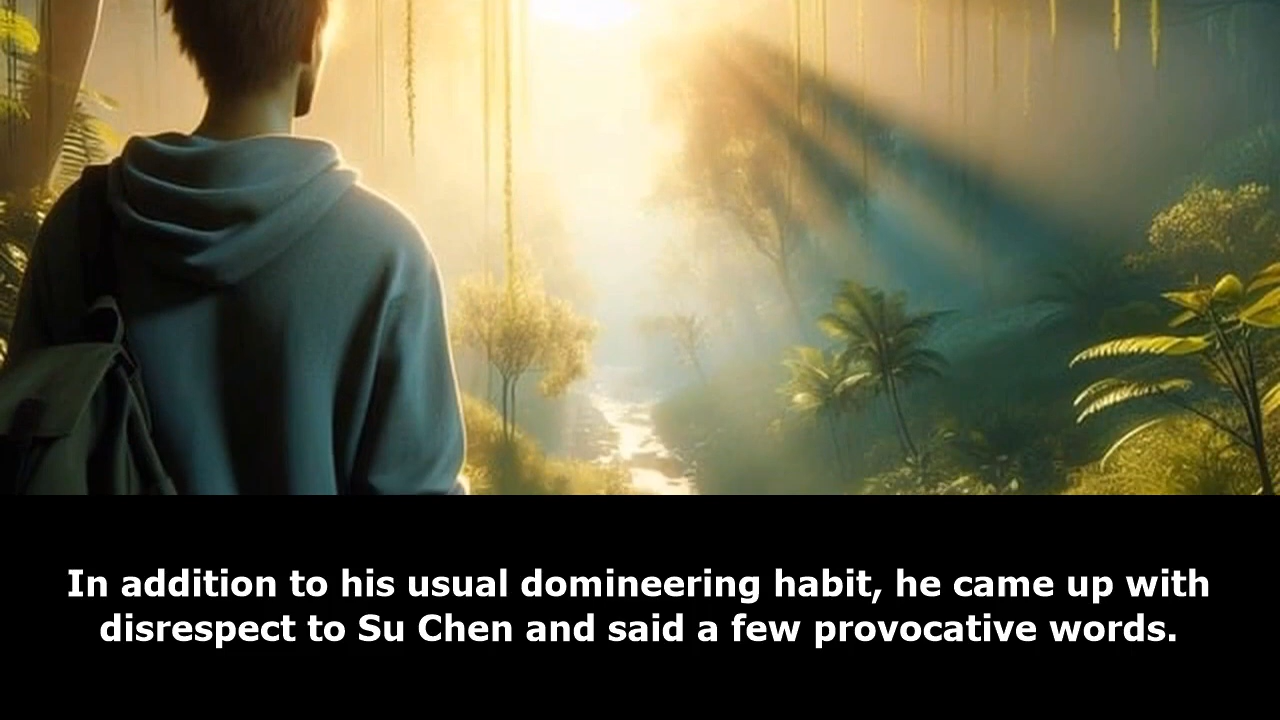 In addition to his usual domineering habit, he came up with
disrespect to Su Chen and said a few provocative words.